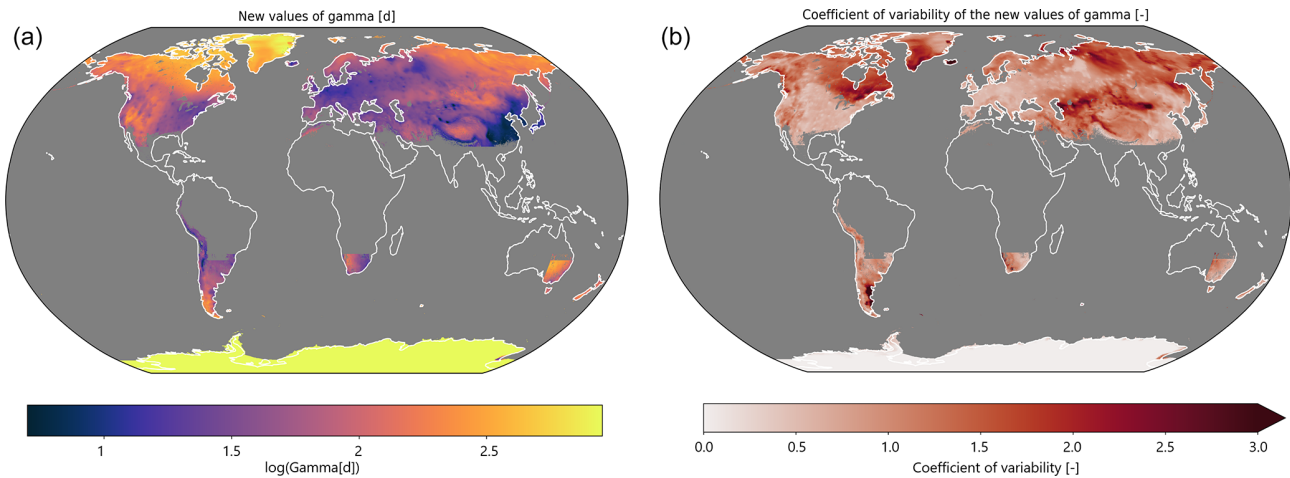 New values of gamma [d]
(a)
1 1.5 2 2.5
log(Gamma[d])
Coefficient of variability of the new values of gamma [-]
(b)
0.0 0.5 1.0 1.5 2.0 2.5 3.0
Coefficient of variability [-]